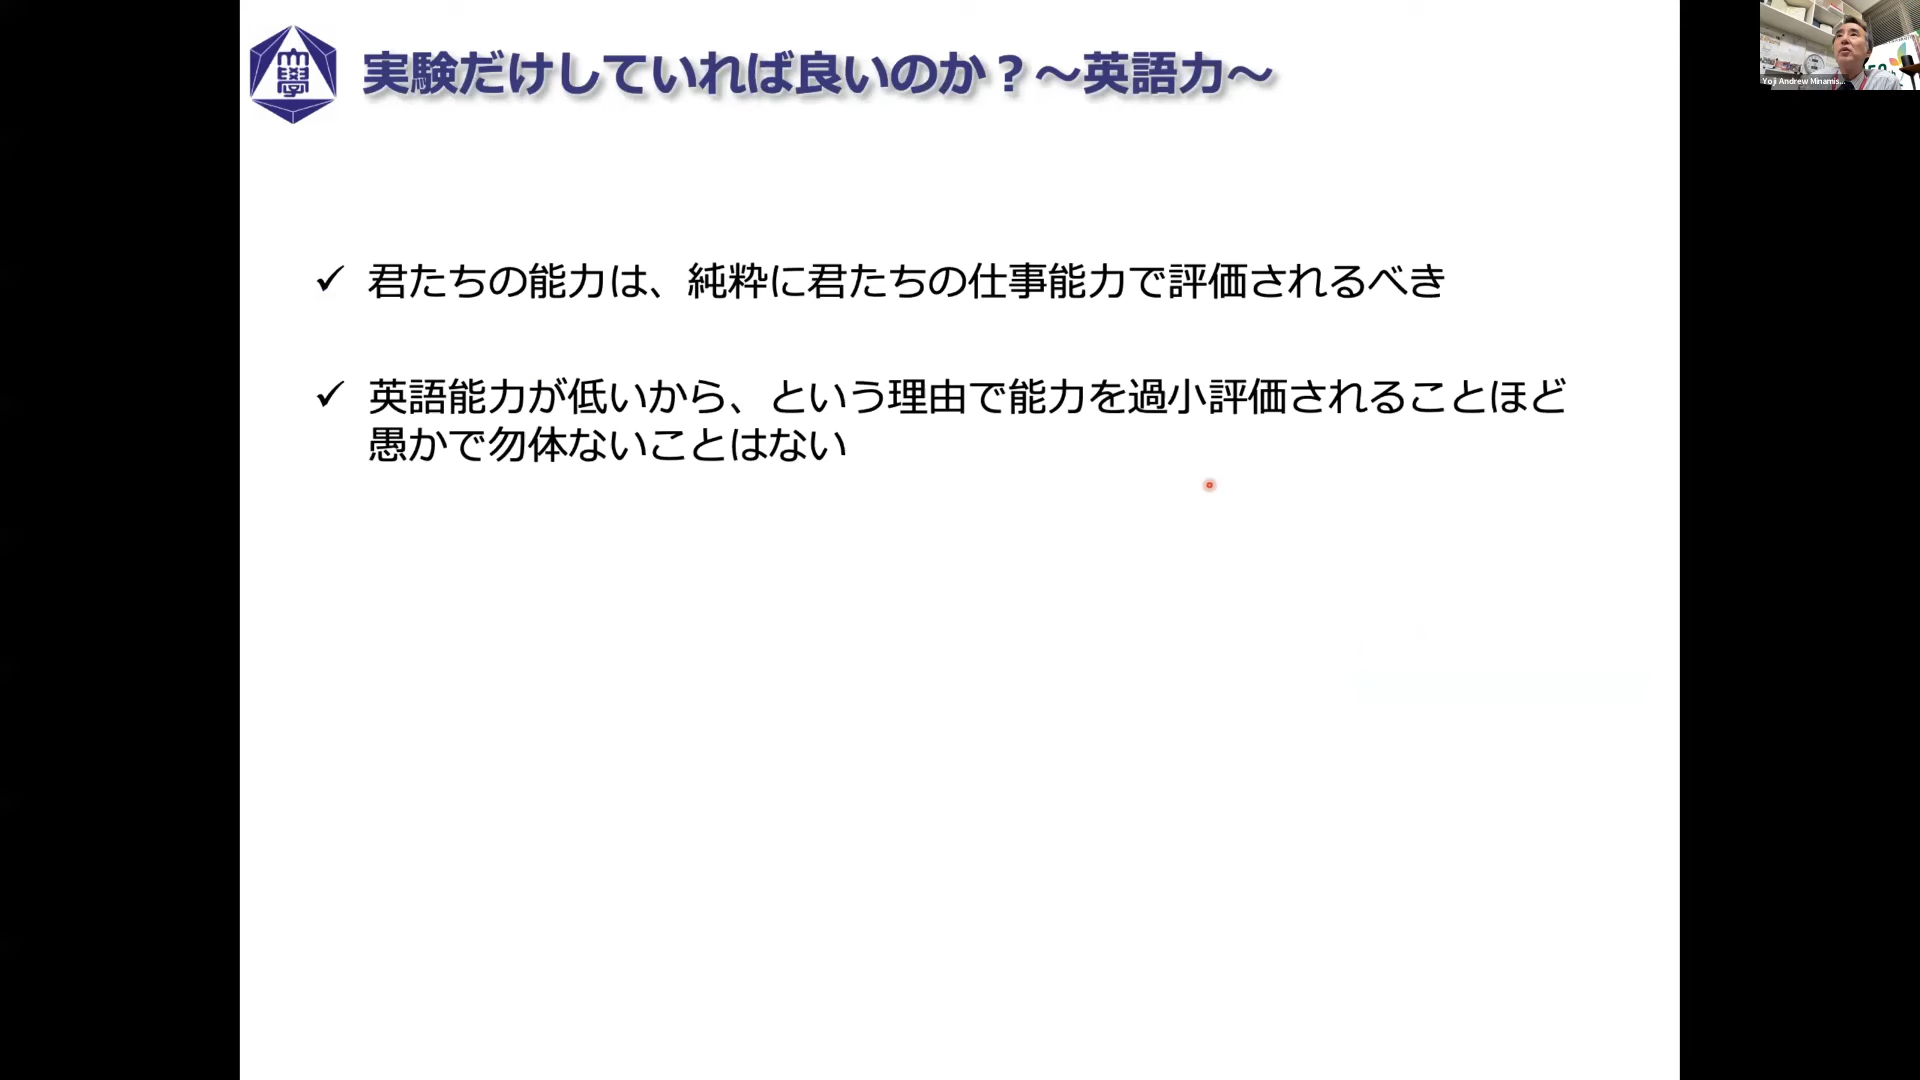 大學
実験だけしていれば良いのか？～英語力～
Yoji Andrew Minamis...
✓ 君たちの能力は、純粋に君たちの仕事能力で評価されるべき
✓ 英語能力が低いから、という理由で能力を過小評価されることほど
愚かで勿体ないことはない